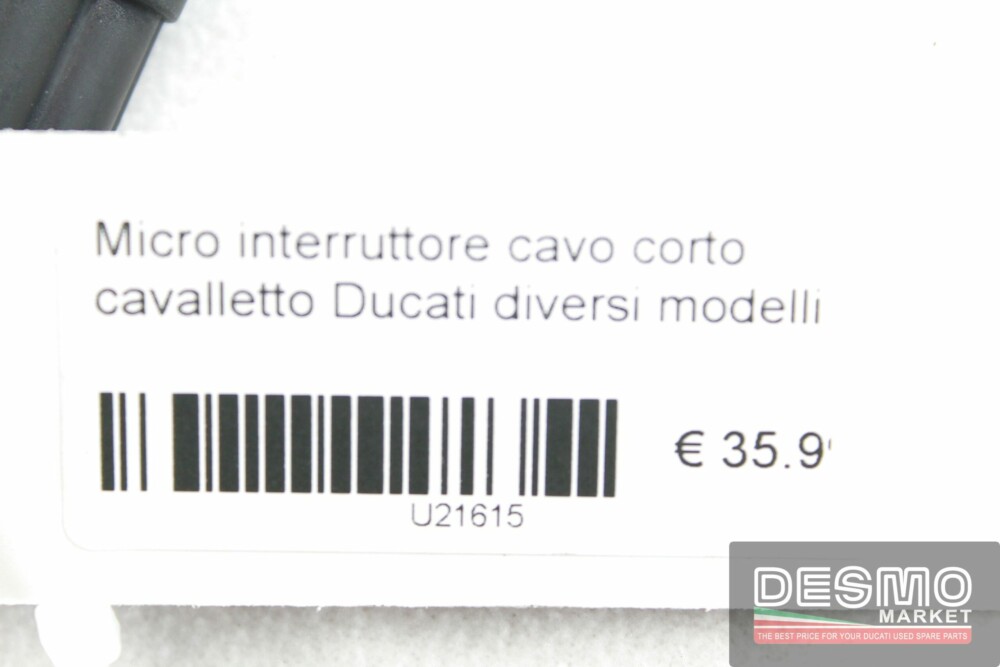 Micro interruttore cavo corto
cavalletto Ducati diversi modelli
€ 35.9
U21615
DESMO
MARKET
THE BEST PRICE FOR YOUR DUCATI USED SPARE PARTS